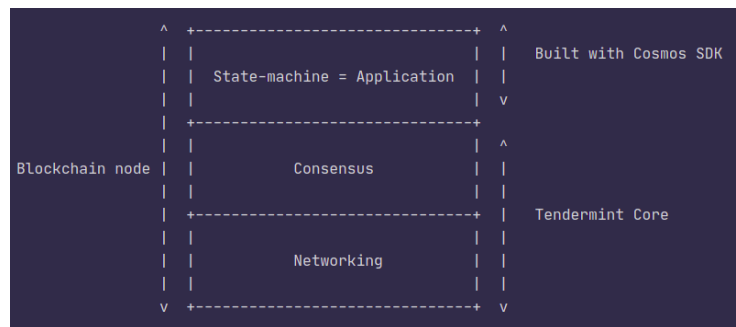 Built with Cosmos SDK
State-machine = Application
Blockchain node
Consensus
Tendermint Core
Networking